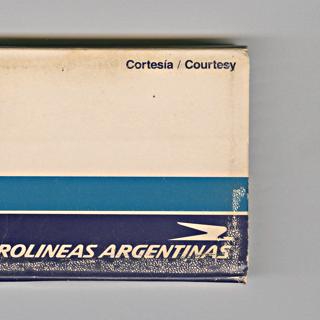 Cortesía / Courtesy
ROLINEAS ARGENTINAS